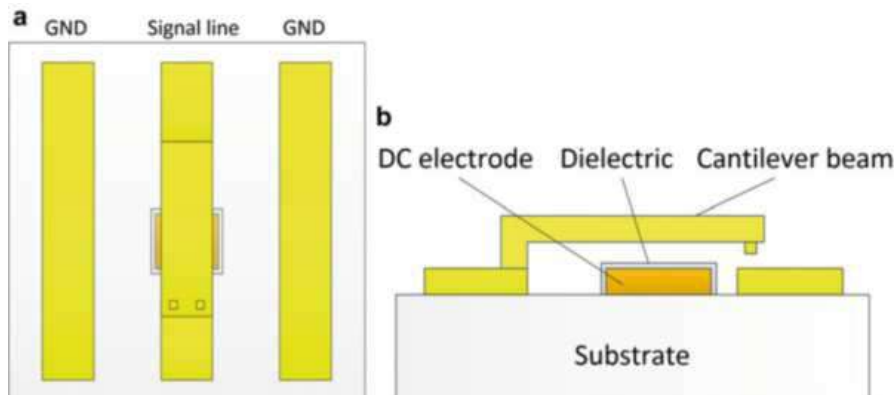 a
GND Signal line GND
b
DC electrode Dielectric Cantilever beam
Substrate